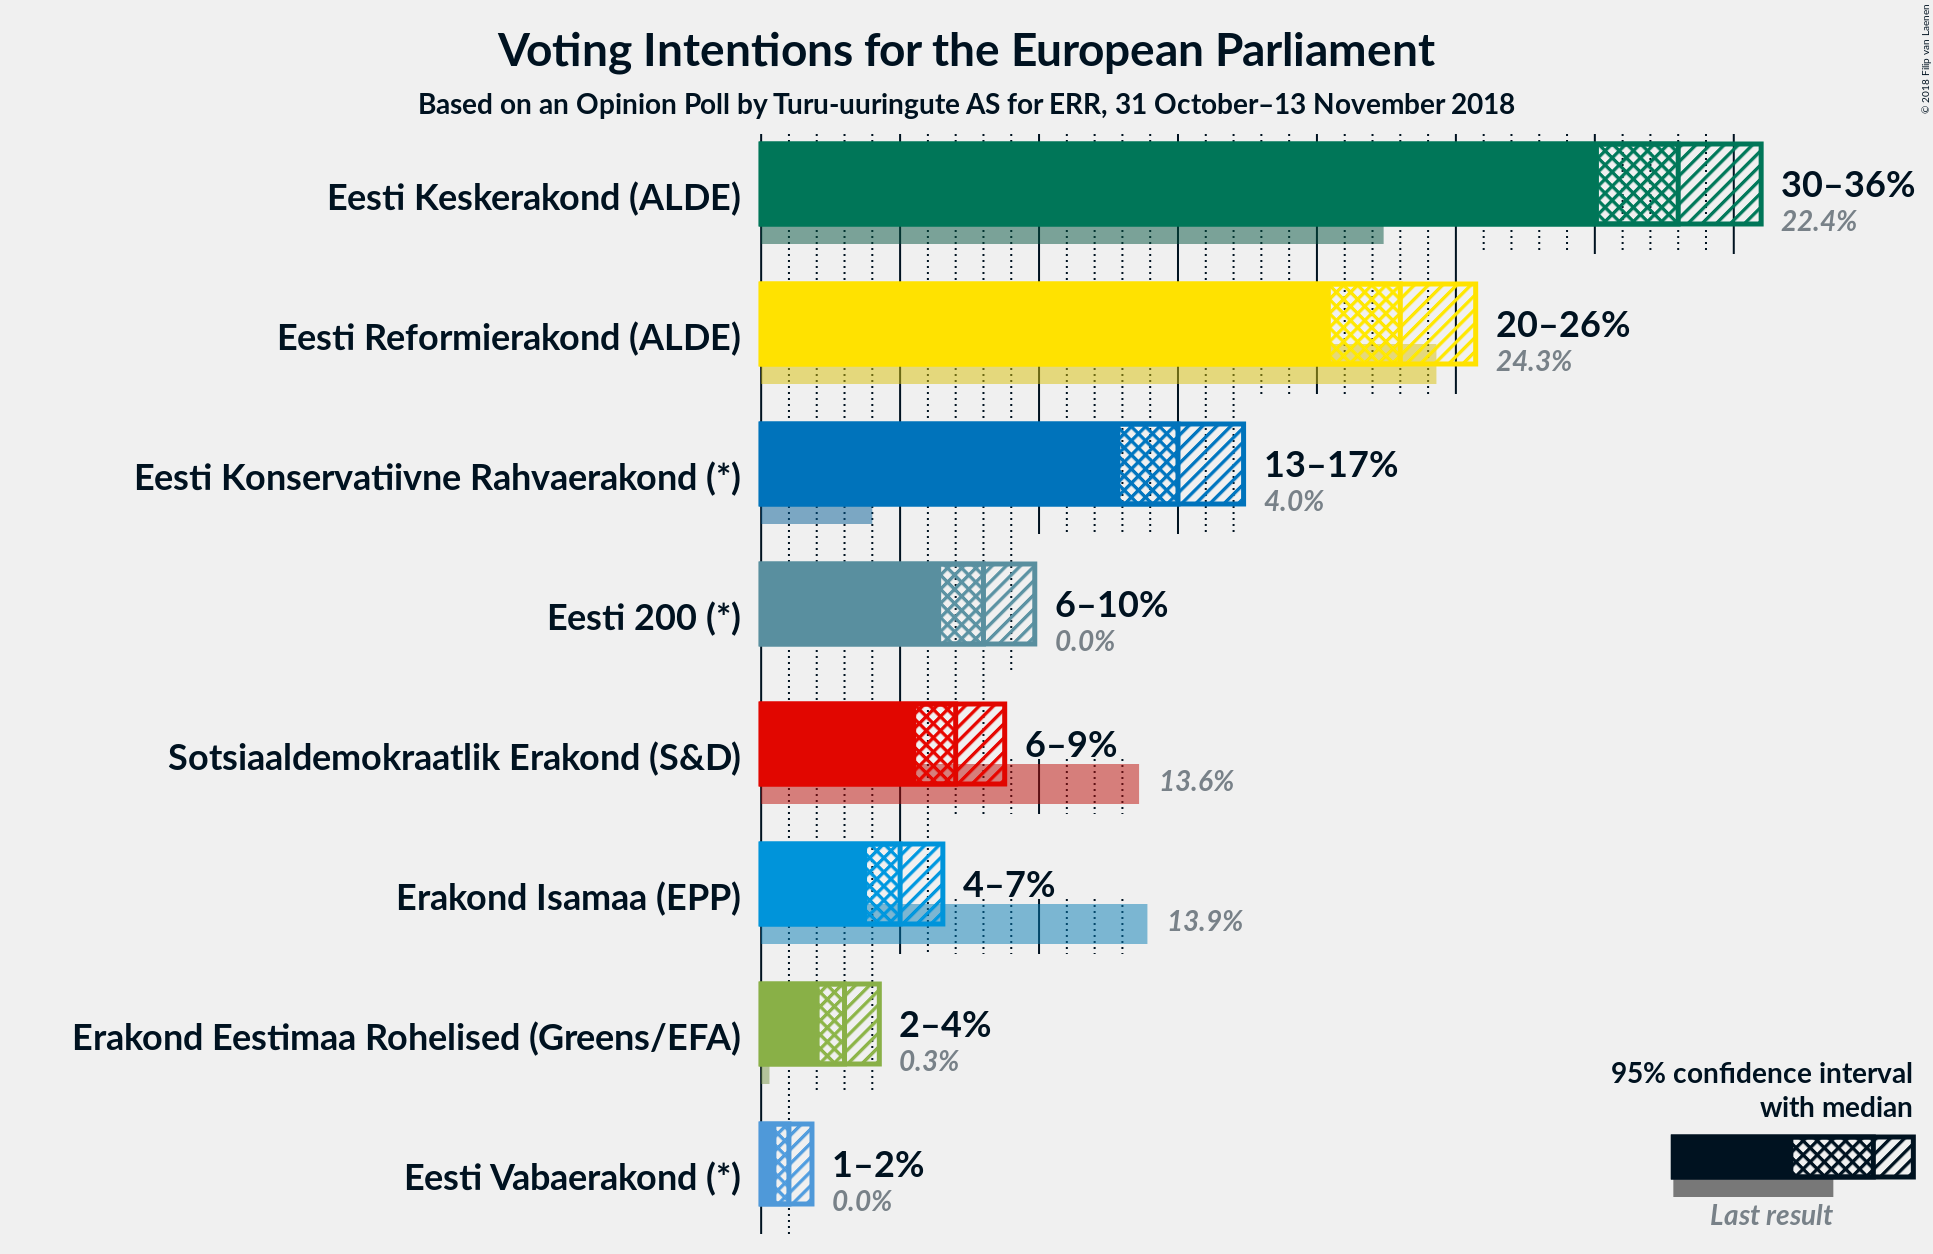 Voting Intentions for the European Parliament
Based on an Opinion Poll by Turu-uuringute AS for ERR, 31 October–13 November 2018
© 2018 Filip van Laenen
Eesti Keskerakond (ALDE)
30–36%
22.4%
Eesti Reformierakond (ALDE)
20–26%
24.3%
Eesti Konservatiivne Rahvaerakond (*)
13–17%
4.0%
Eesti 200 (*)
6–10%
0.0%
Sotsiaaldemokraatlik Erakond (S&D)
6–9%
13.6%
Erakond Isamaa (EPP)
4–7%
13.9%
Erakond Eestimaa Rohelised (Greens/EFA)
2–4%
0.3%
Eesti Vabaerakond (*)
1–2%
0.0%
95% confidence interval
with median
Last result